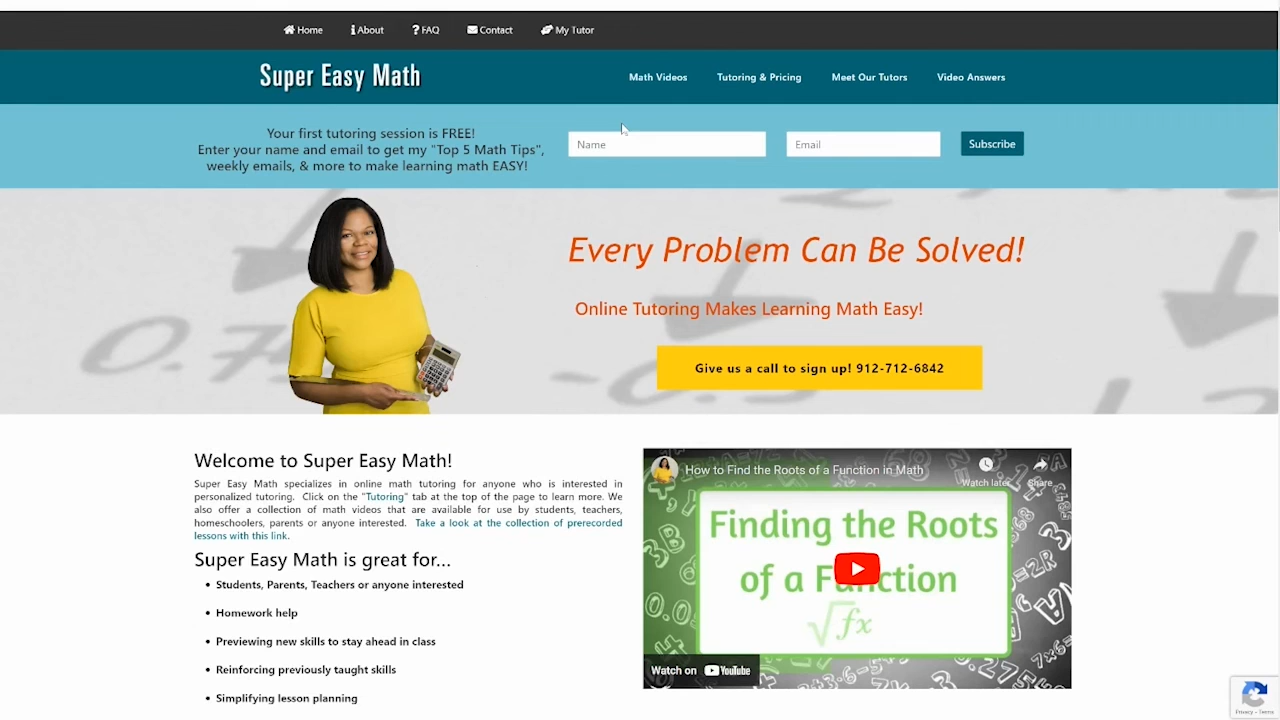 Home About FAQ Contact My Tutor
Super Easy Math
Math Videos Tutoring & Pricing Meet Our Tutors Video Answers
Your first tutoring session is FREE!
Enter your name and email to get my "Top 5 Math Tips",
weekly emails, & more to make learning math EASY!
Name Email Subscribe
Every Problem Can Be Solved!
Online Tutoring Makes Learning Math Easy!
Give us a call to sign up! 912-712-6842
Welcome to Super Easy Math!
Super Easy Math specializes in online math tutoring for anyone who is interested in
personalized tutoring. Click on the "Tutoring" tab at the top of the page to learn more. We
also offer a collection of math videos that are available for use by students, teachers,
homeschoolers, parents or anyone interested. Take a look at the collection of prerecorded
lessons with this link.
Super Easy Math is great for...
• Students, Parents, Teachers or anyone interested
• Homework help
• Previewing new skills to stay ahead in class
• Reinforcing previously taught skills
• Simplifying lesson planning
How to Find the Roots of a Function in Math
Watch later Share
Finding the Roots
of a Function
√fx
Watch on YouTube
Privacy - Terms